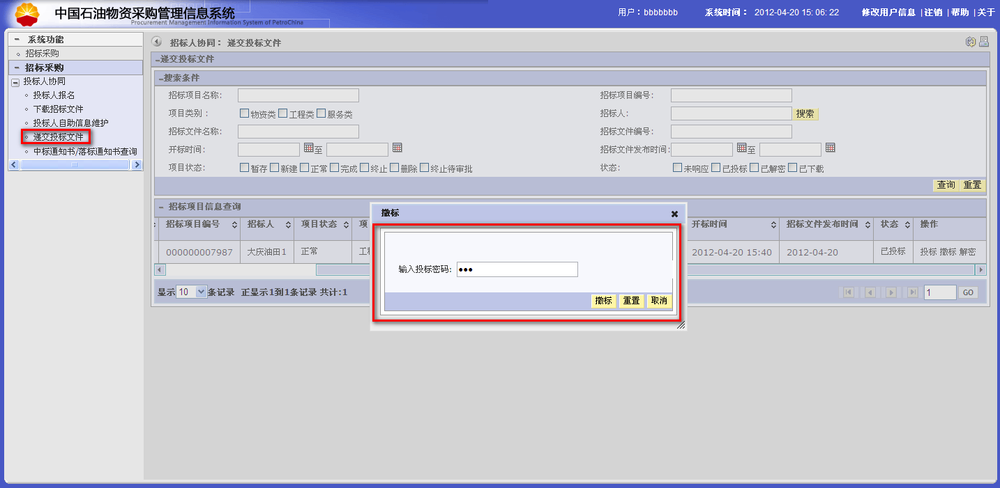 中国石油物资采购管理信息系统
Procurement Management Information System of PetroChina
用户：bbbbbbb 系统时间： 2012-04-20 15: 06: 22 修改用户信息 |注销 |帮助 |关于
系统功能
招标采购
招标采购
投标人协同
投标人报名
下载招标文件
投标人自助信息维护
递交投标文件
中标通知书/落标通知书查询
招标人协同： 递交投标文件
递交投标文件
搜索条件
招标项目名称: 招标项目编号:
项目类别 : 物资类 工程类 服务类 招标人: 搜索
招标文件名称: 招标文件编号:
开标时间: 至 招标文件发布时间: 至
项目状态: 暂存 新建 正常 完成 终止 删除 终止待审批 状态: 未响应 已投标 已解密 已下载
查询 重置
招标项目信息查询
招标项目编号 招标人 项目状态 项 开标时间 招标文件发布时间 状态 操作
000000007987 大庆油田1 正常 2012-04-20 15:40 2012-04-20 已投标 投标 撤标 解密
显示 10 条记录 正显示1到1条记录 共计:1 1 GO
撤标
输入投标密码: ●●●
撤标 重置 取消